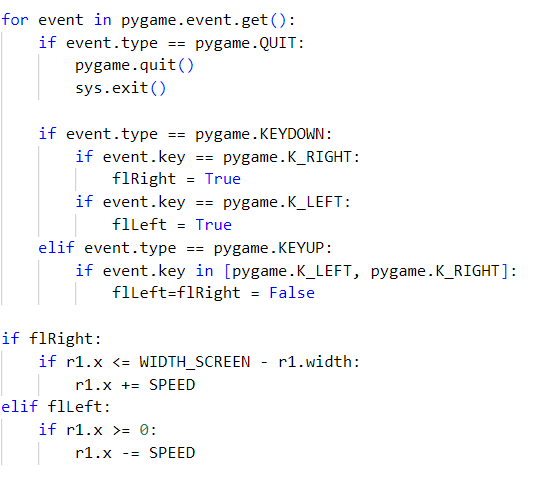 for event in pygame.event.get():
    if event.type == pygame.QUIT:
        pygame.quit()
        sys.exit()

    if event.type == pygame.KEYDOWN:
        if event.key == pygame.K_RIGHT:
            flRight = True
        if event.key == pygame.K_LEFT:
            flLeft = True
    elif event.type == pygame.KEYUP:
        if event.key in [pygame.K_LEFT, pygame.K_RIGHT]:
            flLeft=flRight = False

if flRight:
    if r1.x <= WIDTH_SCREEN - r1.width:
        r1.x += SPEED
elif flLeft:
    if r1.x >= 0:
        r1.x -= SPEED